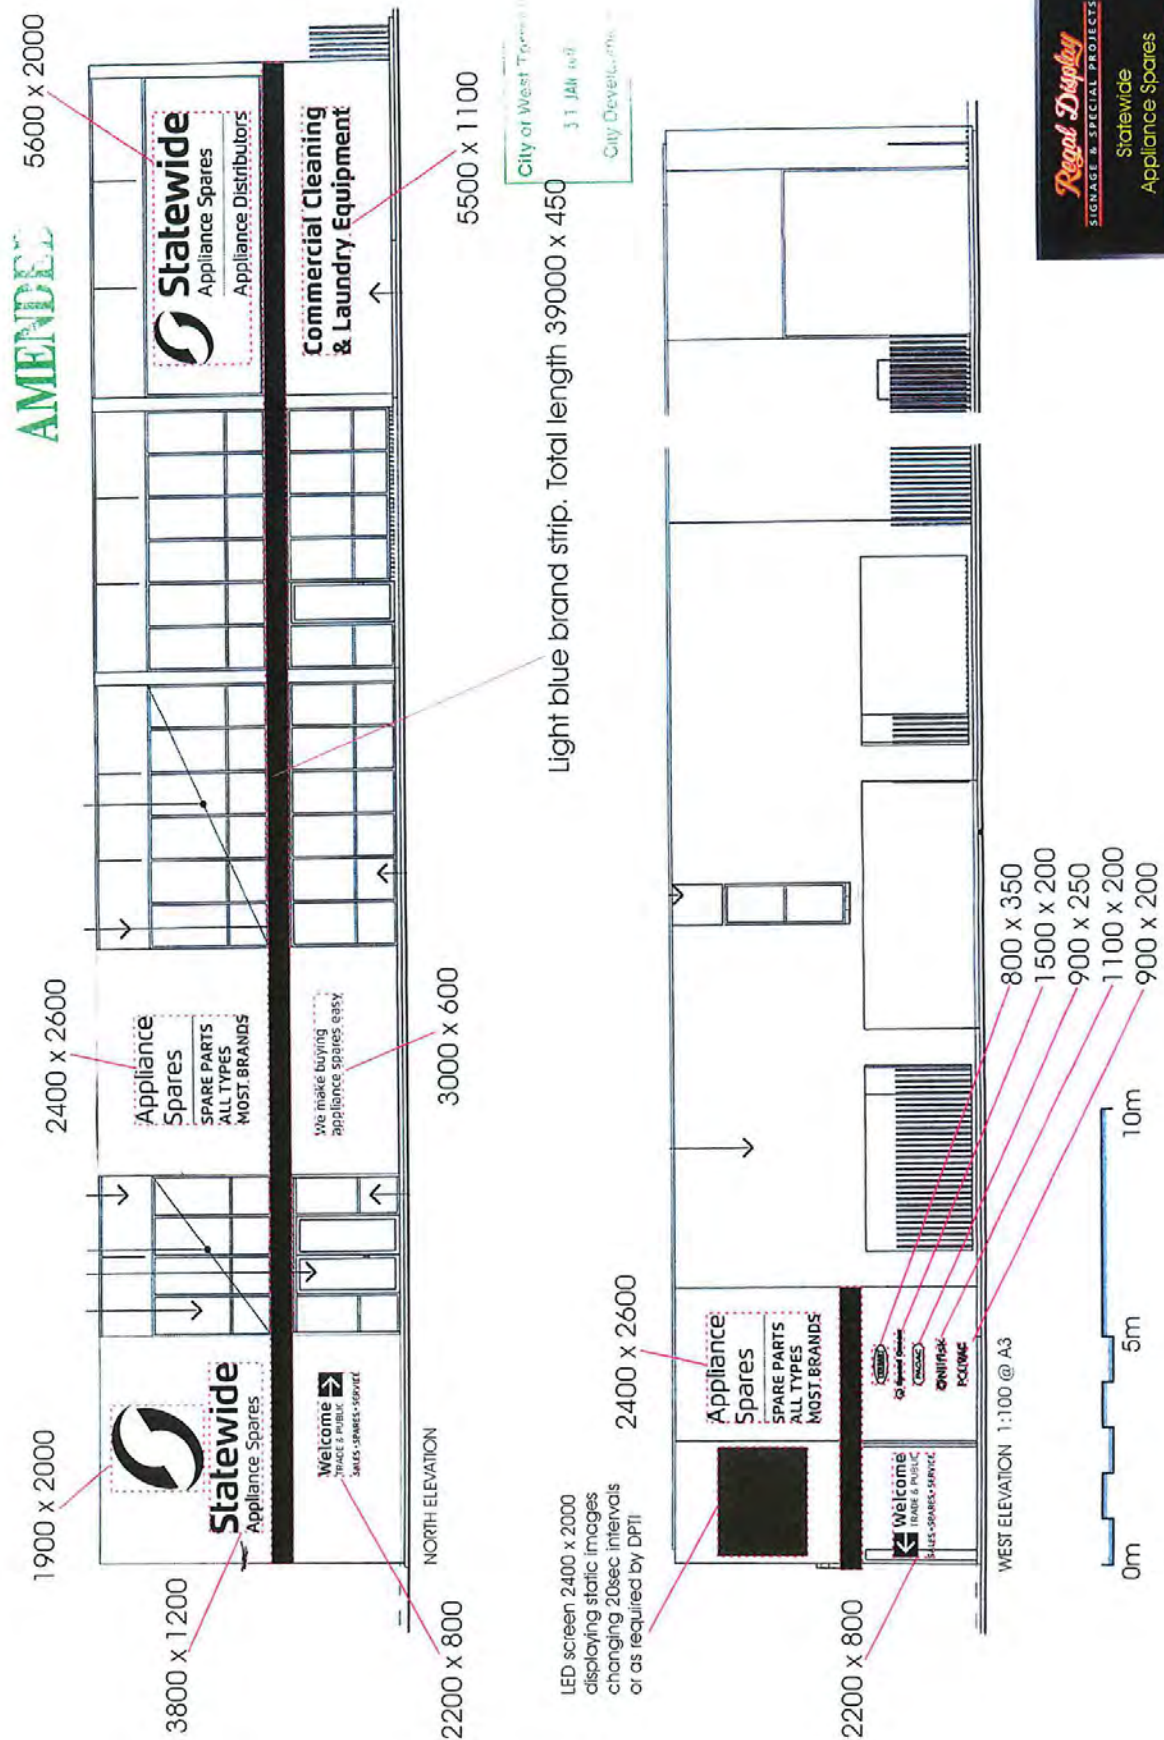 AMENDED
5600 x 2000
2400 x 2600
1900 x 2000
3800 x 1200
Statewide
Appliance Spares
Appliance
Spares
SPARE PARTS
ALL TYPES
MOST BRANDS
Statewide
Appliance Spares
Appliance Distributors
Welcome
TRADE & PUBLIC
SALES•SPARES•SERVICE
We make buying
appliance spares easy
Commercial Cleaning
& Laundry Equipment
2200 x 800
NORTH ELEVATION
3000 x 600
5500 x 1100
Light blue brand strip. Total length 39000 x 450
City of West
31 JAN
City
LED screen 2400 x 2000
displaying static images
changing 20sec intervals
or as required by DPTI
2400 x 2600
Appliance
Spares
SPARE PARTS
ALL TYPES
MOST BRANDS
2200 x 800
Welcome
TRADE & PUBLIC
SALES•SPARES•SERVICE
PACVAC
Nilfisk
POLIVAC
800 x 350
1500 x 200
900 x 250
1100 x 200
900 x 200
WEST ELEVATION 1:100 @ A3
0m
5m
10m
Regal Display
SIGNAGE & SPECIAL PROJECTS
Statewide
Appliance Spares